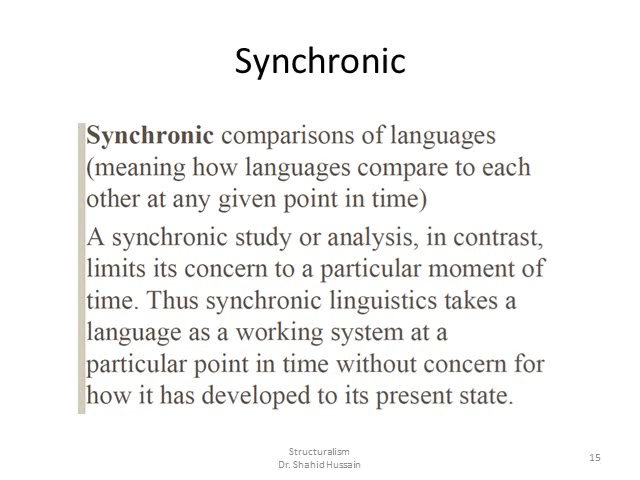 Synchronic
Synchronic comparisons of languages
(meaning how languages compare to each
other at any given point in time)
A synchronic study or analysis, in contrast,
limits its concern to a particular moment of
time. Thus synchronic linguistics takes a
language as a working system at a
particular point in time without concern for
how it has developed to its present state.
Structuralism
Dr. Shahid Hussain
15